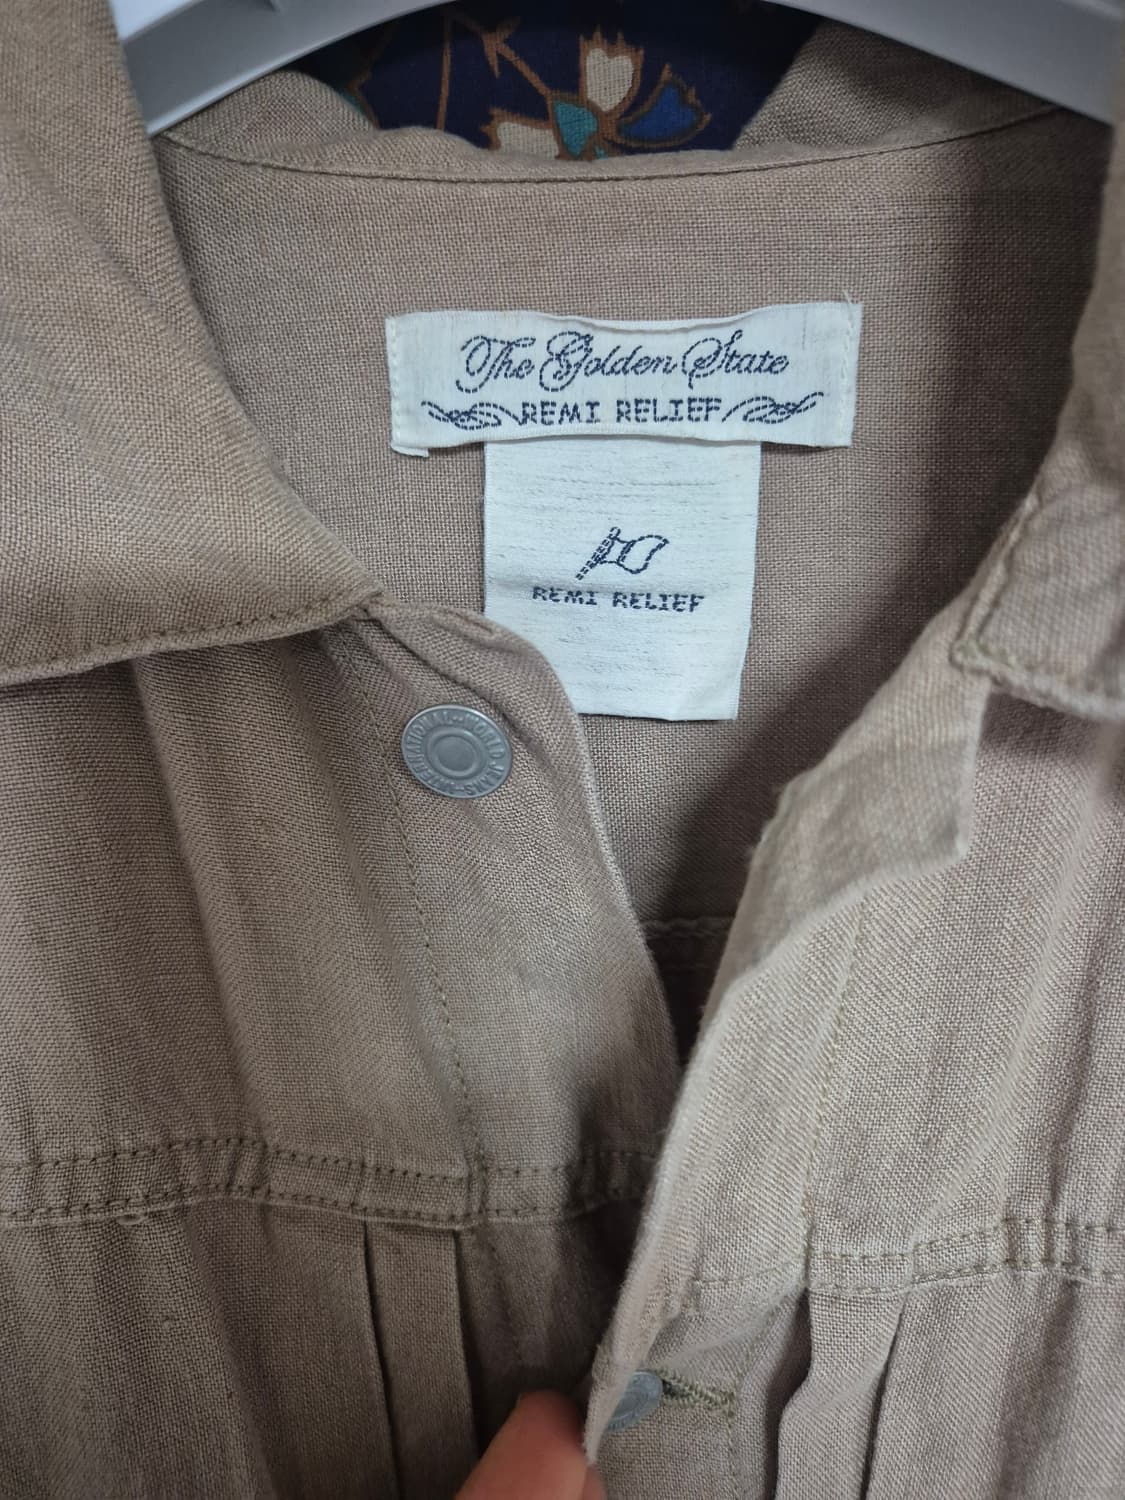 The Golden State
REMI RELIEF
REMI RELIEF